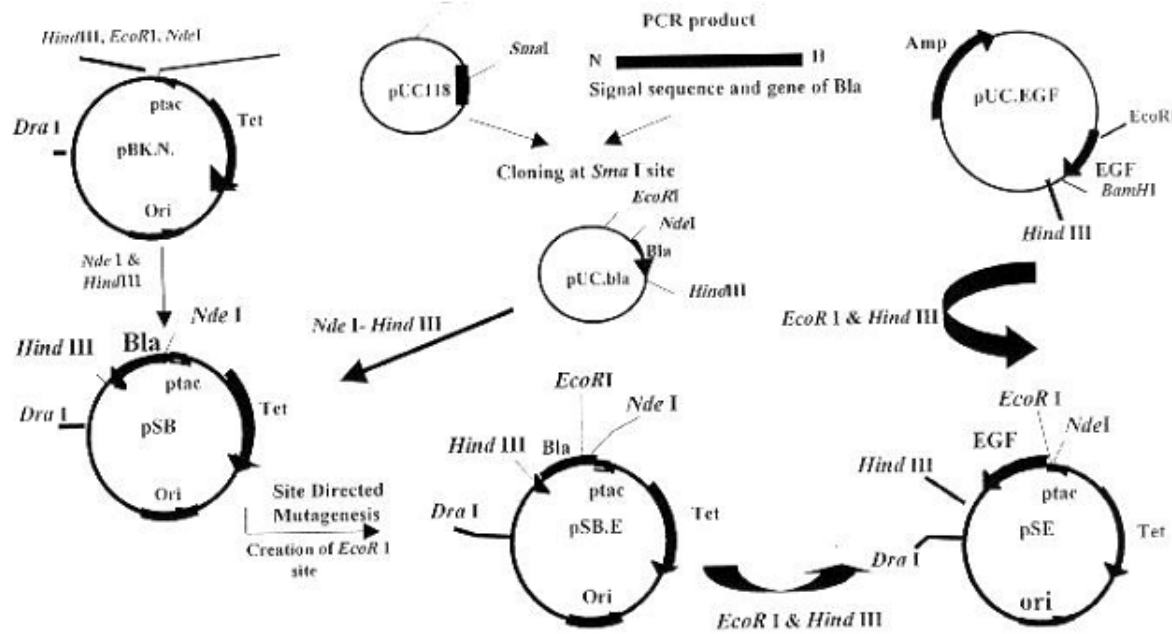 HindIII, EcoRI, NdeI
ptac
Tet
Dra I
pBK.N.
Ori
Nde I &
HindIII
SmaI
pUC118
PCR product
N
B
Signal sequence and gene of Bla
Cloning at Sma I site
EcoRI
NdeI
Bla
pUC.bla
HindIII
Nde I- Hind III
Amp
pUC.EGF
EcoRI
EGF
BamHI
Hind III
EcoR I & Hind III
Nde I
Bla
Hind III
ptac
Dra I
pSB
Tet
Ori
Site Directed
Mutagenesis
Creation of EcoR I
site
EcoRI
Nde I
Hind III
Bla
ptac
Dra I
pSB.E
Tet
Ori
EcoR I & Hind III
EcoR I
NdeI
EGF
Hind III
ptac
pSE
Tet
Dra I
ori